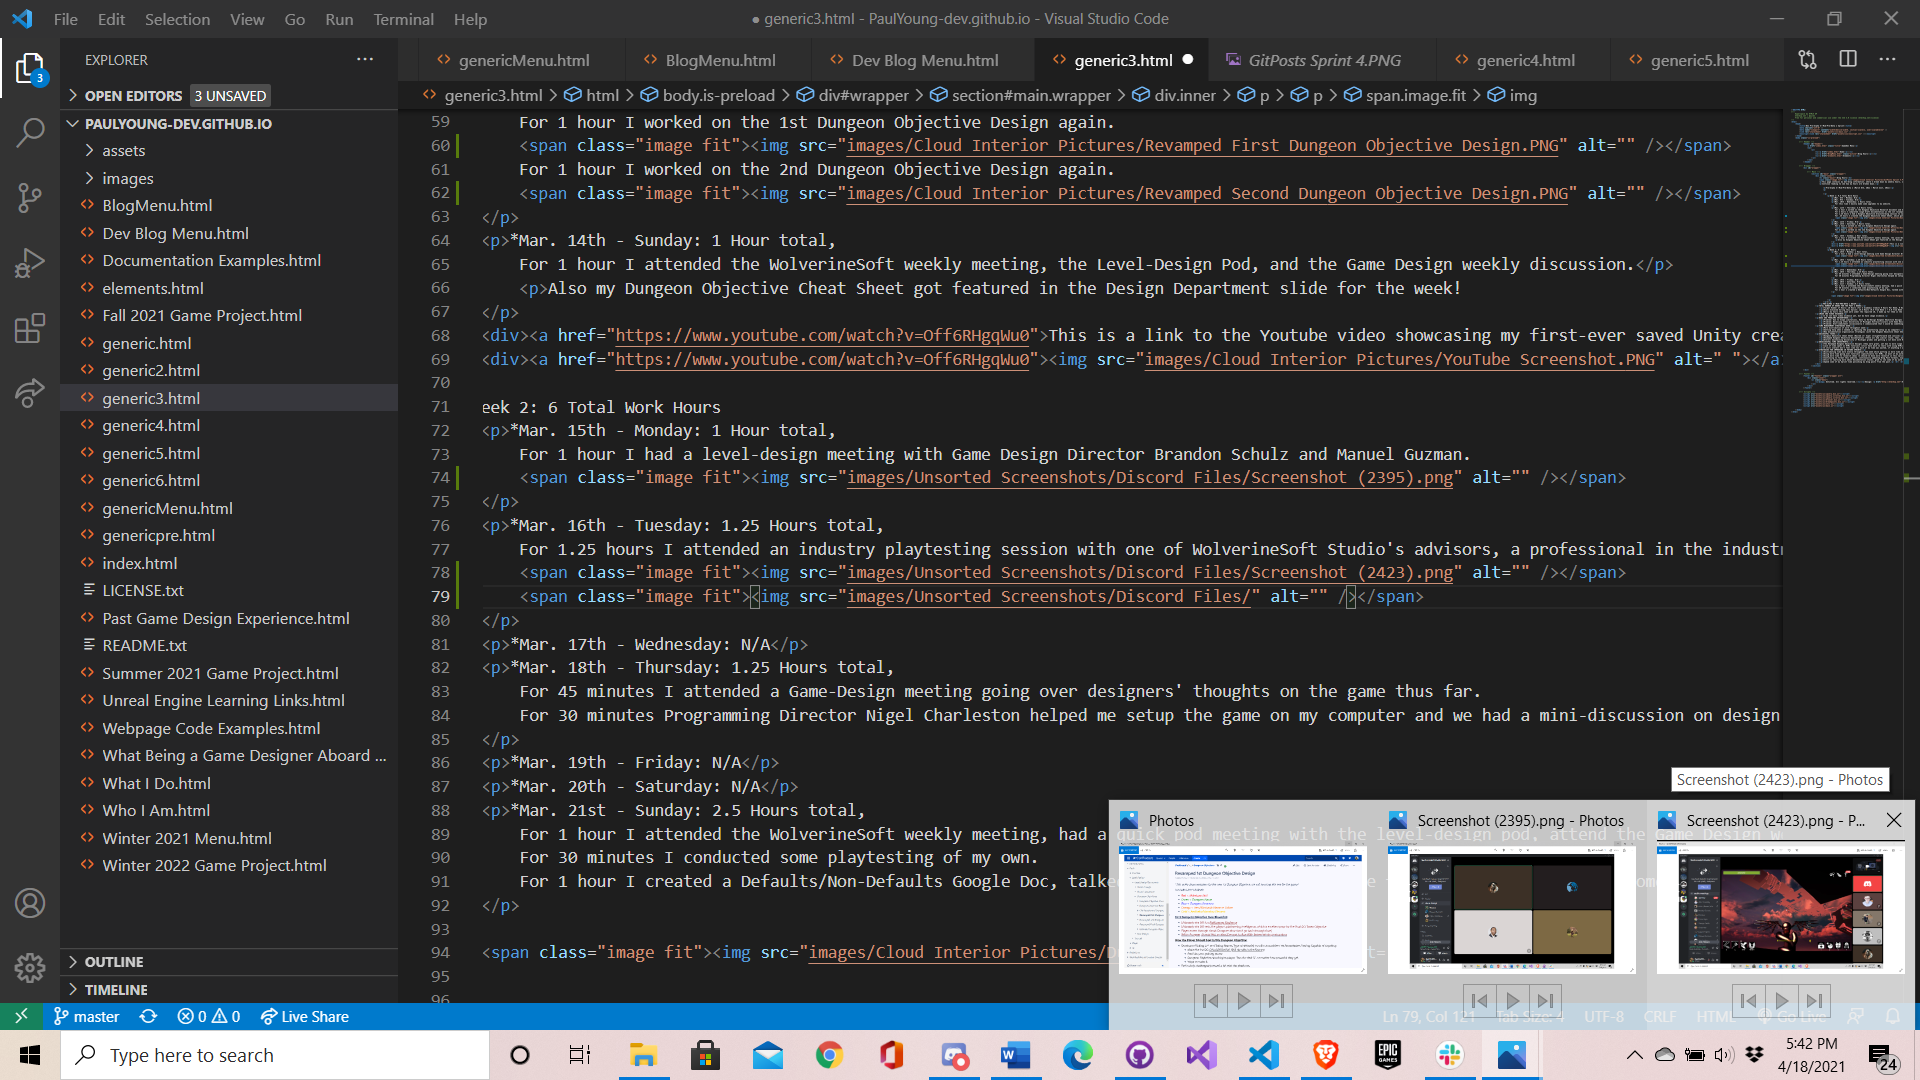 File Edit Selection View Go Run Terminal Help
● generic3.html - PaulYoung-dev.github.io - Visual Studio Code
EXPLORER
genericMenu.html BlogMenu.html Dev Blog Menu.html generic3.html GitPosts Sprint 4.PNG generic4.html generic5.html
generic3.html > html > body.is-preload > div#wrapper > section#main.wrapper > div.inner > p > p > span.image.fit > img
3
OPEN EDITORS 3 UNSAVED
PAULYOUNG-DEV.GITHUB.IO
assets
images
BlogMenu.html
Dev Blog Menu.html
Documentation Examples.html
elements.html
Fall 2021 Game Project.html
generic.html
generic2.html
generic3.html
generic4.html
generic5.html
generic6.html
genericMenu.html
genericpre.html
index.html
LICENSE.txt
Past Game Design Experience.html
README.txt
Summer 2021 Game Project.html
Unreal Engine Learning Links.html
Webpage Code Examples.html
What Being a Game Designer Aboard ...
What I Do.html
Who I Am.html
Winter 2021 Menu.html
Winter 2022 Game Project.html
OUTLINE
TIMELINE
59 For 1 hour I worked on the 1st Dungeon Objective Design again.
60 <span class="image fit"><img src="images/Cloud Interior Pictures/Revamped First Dungeon Objective Design.PNG" alt="" /></span>
61 For 1 hour I worked on the 2nd Dungeon Objective Design again.
62 <span class="image fit"><img src="images/Cloud Interior Pictures/Revamped Second Dungeon Objective Design.PNG" alt="" /></span>
63 </p>
64 <p>*Mar. 14th - Sunday: 1 Hour total,
65 For 1 hour I attended the WolverineSoft weekly meeting, the Level-Design Pod, and the Game Design weekly discussion.</p>
66 <p>Also my Dungeon Objective Cheat Sheet got featured in the Design Department slide for the week!
67 </p>
68 <div><a href="https://www.youtube.com/watch?v=Off6RHgqWu0">This is a link to the Youtube video showcasing my first-ever saved Unity crea
69 <div><a href="https://www.youtube.com/watch?v=Off6RHgqWu0"><img src="images/Cloud Interior Pictures/YouTube Screenshot.PNG" alt=" "></a
70
71 eek 2: 6 Total Work Hours
72 <p>*Mar. 15th - Monday: 1 Hour total,
73 For 1 hour I had a level-design meeting with Game Design Director Brandon Schulz and Manuel Guzman.
74 <span class="image fit"><img src="images/Unsorted Screenshots/Discord Files/Screenshot (2395).png" alt="" /></span>
75 </p>
76 <p>*Mar. 16th - Tuesday: 1.25 Hours total,
77 For 1.25 hours I attended an industry playtesting session with one of WolverineSoft Studio's advisors, a professional in the industr
78 <span class="image fit"><img src="images/Unsorted Screenshots/Discord Files/Screenshot (2423).png" alt="" /></span>
79 <span class="image fit"><img src="images/Unsorted Screenshots/Discord Files/" alt="" /></span>
80 </p>
81 <p>*Mar. 17th - Wednesday: N/A</p>
82 <p>*Mar. 18th - Thursday: 1.25 Hours total,
83 For 45 minutes I attended a Game-Design meeting going over designers' thoughts on the game thus far.
84 For 30 minutes Programming Director Nigel Charleston helped me setup the game on my computer and we had a mini-discussion on design
85 </p>
86 <p>*Mar. 19th - Friday: N/A</p>
87 <p>*Mar. 20th - Saturday: N/A</p>
88 <p>*Mar. 21st - Sunday: 2.5 Hours total,
89 For 1 hour I attended the WolverineSoft weekly meeting, had a quick pod meeting with the level-design pod, attend the Game Design w
90 For 30 minutes I conducted some playtesting of my own.
91 For 1 hour I created a Defaults/Non-Defaults Google Doc, talke
92 </p>
93
94 <span class="image fit"><img src="images/Cloud Interior Pictures/D
95
96
Screenshot (2423).png - Photos
Photos
Screenshot (2395).png - Photos
Screenshot (2423).png - P...
Revamped 1st Dungeon Objective Design
master 0 0 Live Share
Ln 79, Col 121 Tab Size: 4 UTF-8 CRLF HTML Go Live
Type here to search
EPIC GAMES
5:42 PM
4/18/2021
24